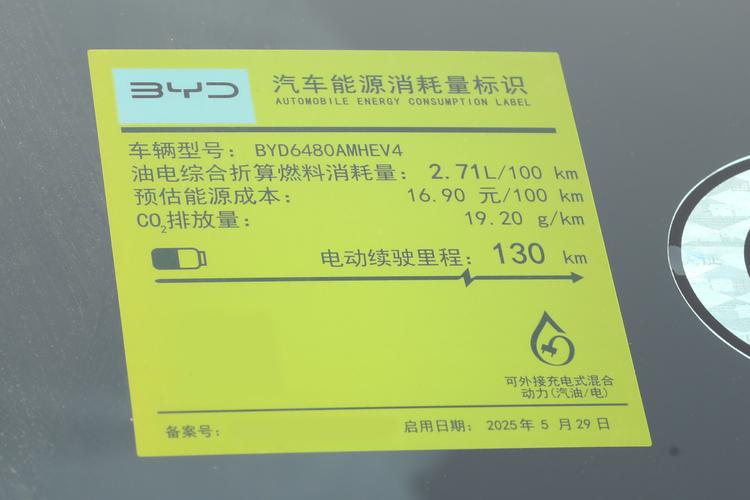 BYD
汽车能源消耗量标识
AUTOMOBILE ENERGY CONSUMPTION LABEL
车辆型号: BYD6480AMHEV4
油电综合折算燃料消耗量: 2.71L/100 km
预估能源成本: 16.90 元/100 km
CO2排放量: 19.20 g/km
电动续驶里程: 130 km
可外接充电式混合
动力(汽油/电)
备案号: 启用日期: 2025年 5 月 29 日